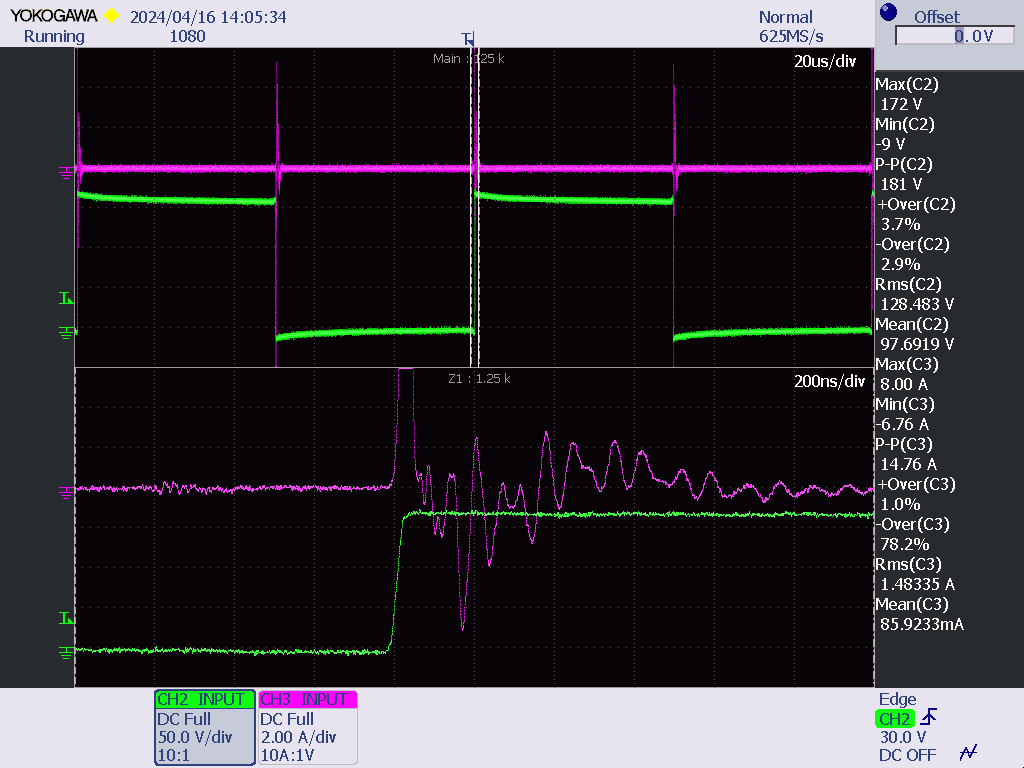 YOKOGAWA 2024/04/16 14:05:34
Running 1080
Normal
625MS/s
Offset
0.0V
T
Main : 125 k
20us/div
Z1 : 1.25 k
200ns/div
T
T
Max(C2)
172 V
Min(C2)
-9 V
P-P(C2)
181 V
+Over(C2)
3.7%
-Over(C2)
2.9%
Rms(C2)
128.483 V
Mean(C2)
97.6919 V
Max(C3)
8.00 A
Min(C3)
-6.76 A
P-P(C3)
14.76 A
+Over(C3)
1.0%
-Over(C3)
78.2%
Rms(C3)
1.48335 A
Mean(C3)
85.9233mA
CH2 INPUT
DC Full
50.0 V/div
10:1
CH3 INPUT
DC Full
2.00 A/div
10A:1V
Edge
CH2
30.0 V
DC OFF